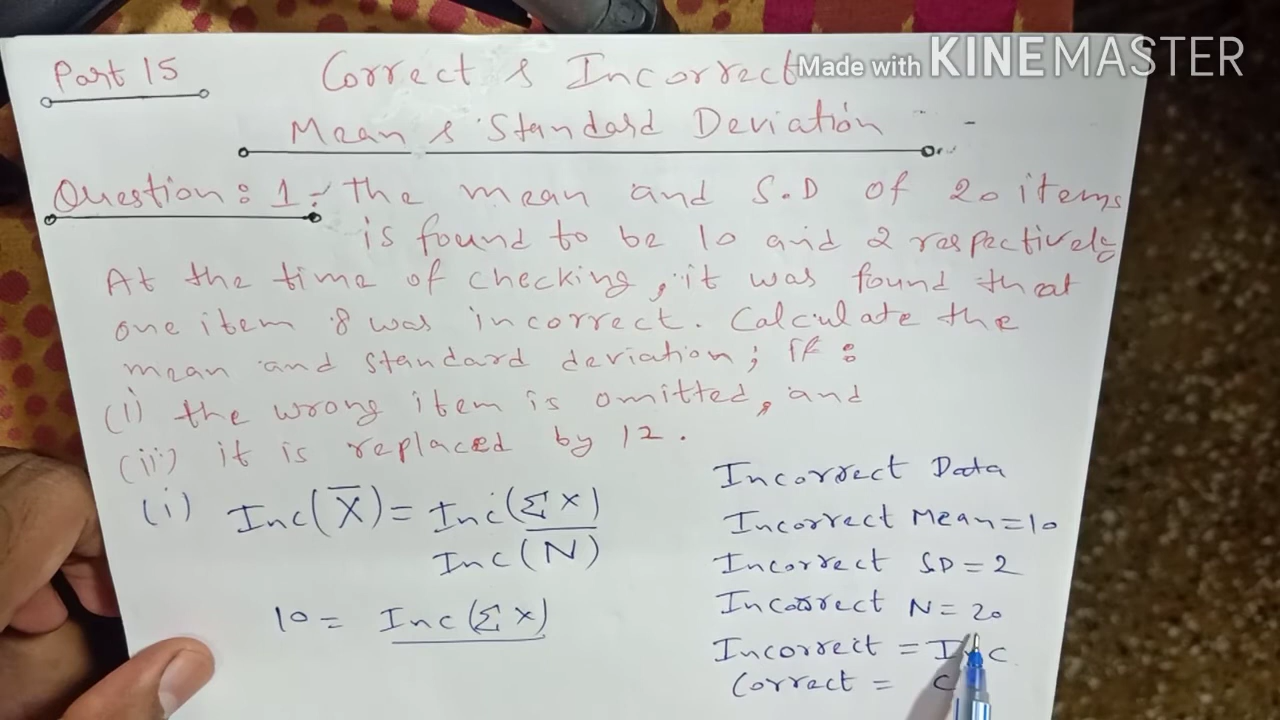 Made with KINEMASTER
Part 15
Correct & Incorrect
Mean & Standard Deviation
Question: 1:- The mean and S.D of 20 items
is found to be 10 and 2 respectively
At the time of checking, it was found that
one item 8 was incorrect. Calculate the
mean and standard deviation; if:
(i) the wrong item is omitted, and
(ii) it is replaced by 12.
(i) Inc(X̅) = Inc(Σx)
Inc(N)
10 = Inc(Σx)
Incorrect Data
Incorrect Mean = 10
Incorrect SD = 2
Incorrect N = 20
Incorrect = Inc
Correct = C